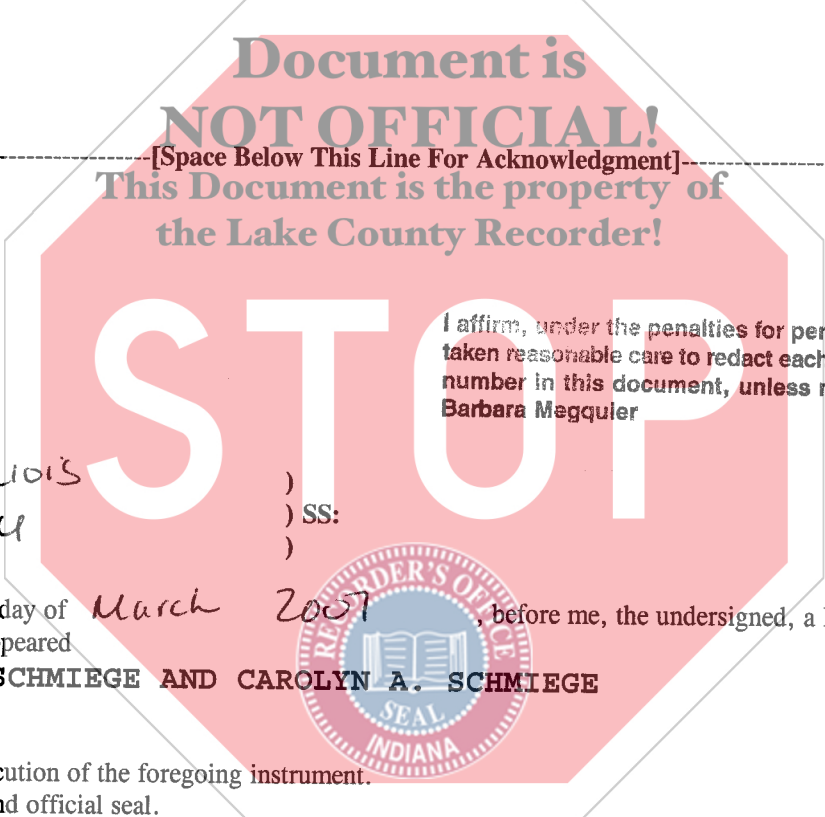 Document is
NOT OFFICIAL!
[Space Below This Line For Acknowledgment]
This Document is the property of
the Lake County Recorder!
STOP
I affirm, under the penalties for per
taken reasonable care to redact each
number in this document, unless r
Barbara Megquier
)
) SS:
)
day of March 2007, before me, the undersigned, a
peared
SCHMIEGE AND CAROLYN A. SCHMIEGE
RECORDER'S OFFICE
SEAL
INDIANA
cution of the foregoing instrument.
nd official seal.